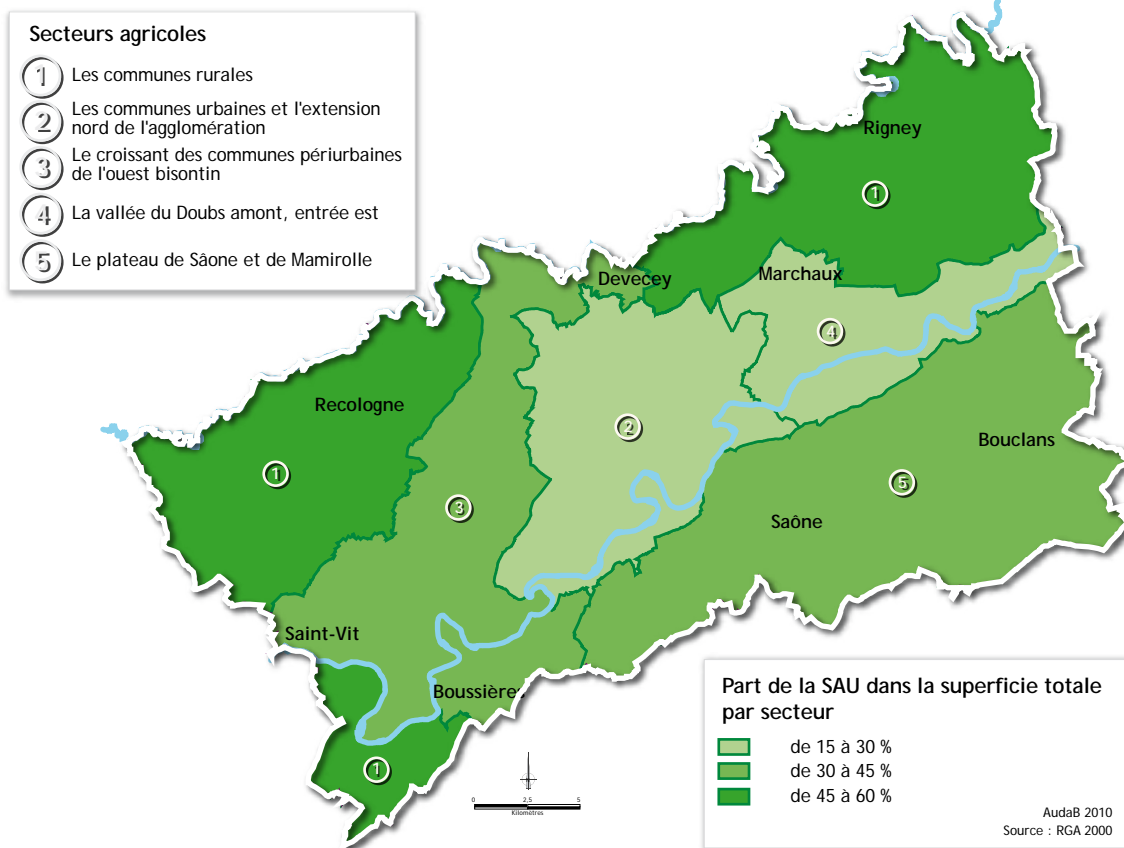 Secteurs agricoles
1 Les communes rurales
2 Les communes urbaines et l'extension
nord de l'agglomération
3 Le croissant des communes périurbaines
de l'ouest bisontin
4 La vallée du Doubs amont, entrée est
5 Le plateau de Sâone et de Mamirolle
Rigney
1
Devecey
Marchaux
4
Recologne
2
Bouclans
1
5
3
Saône
Saint-Vit
Boussières
1
0 2,5 5
Kilomètres
Part de la SAU dans la superficie totale
par secteur
de 15 à 30 %
de 30 à 45 %
de 45 à 60 %
AudaB 2010
Source : RGA 2000